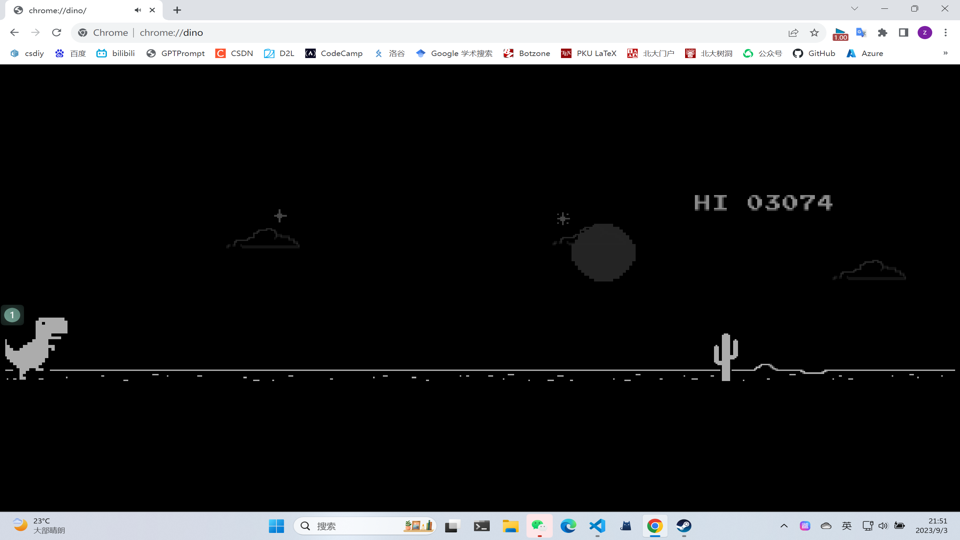 chrome://dino/
Chrome | chrome://dino
1.00
z
csdiy 百度 bilibili GPTPrompt CSDN D2L CodeCamp 洛谷 Google 学术搜索 Botzone PKU LaTeX 北大门户 北大树洞 公众号 GitHub Azure »
HI 03074
1
23°C
大部晴朗
搜索
英
21:51
2023/9/3